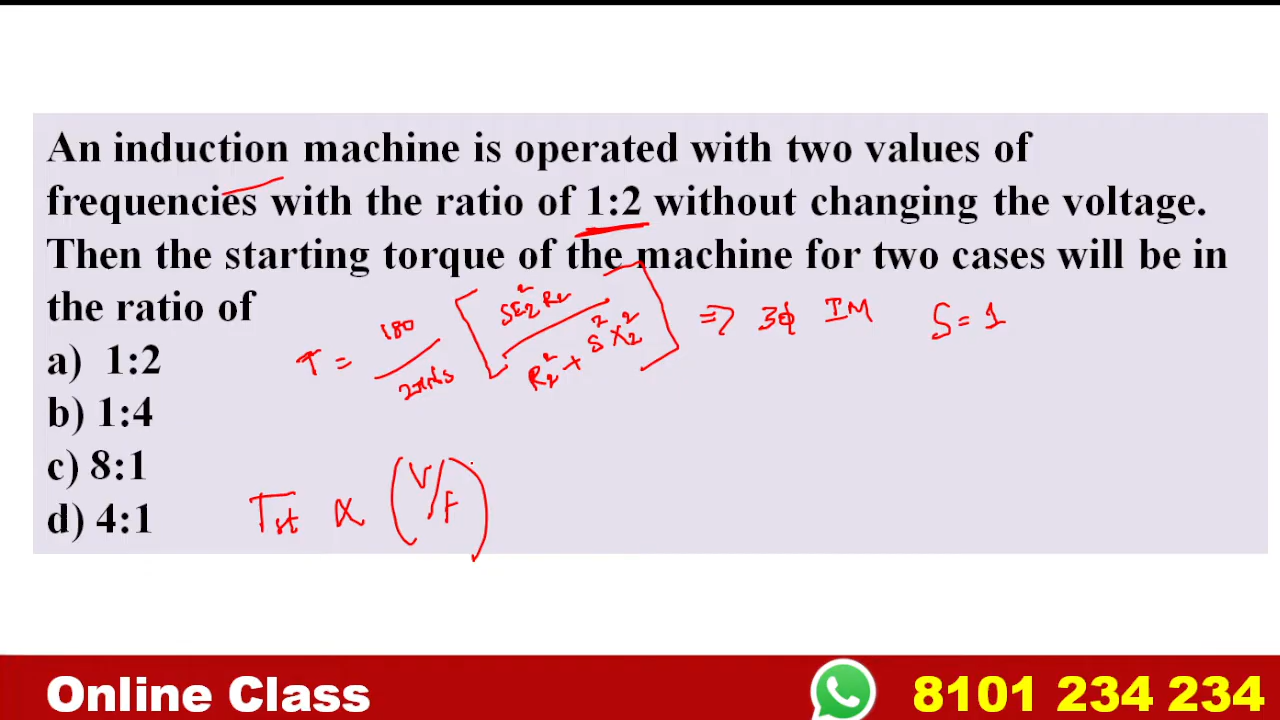 An induction machine is operated with two values of
frequencies with the ratio of 1:2 without changing the voltage.
Then the starting torque of the machine for two cases will be in
the ratio of
a) 1:2
b) 1:4
c) 8:1
d) 4:1
T = 180/2πNs [SE₂²R₂ / R₂² + S²X₂²] ⇒ 3ϕ IM S = 1
Tst ∝ (V/F)
Online Class
8101 234 234